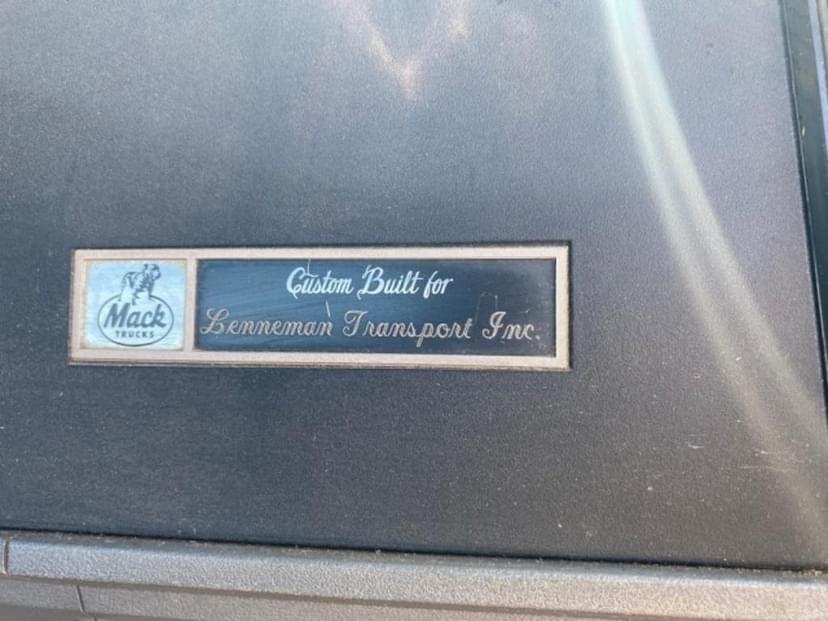 Mack
TRUCKS
Custom Built for
Lenneman Transport Inc.